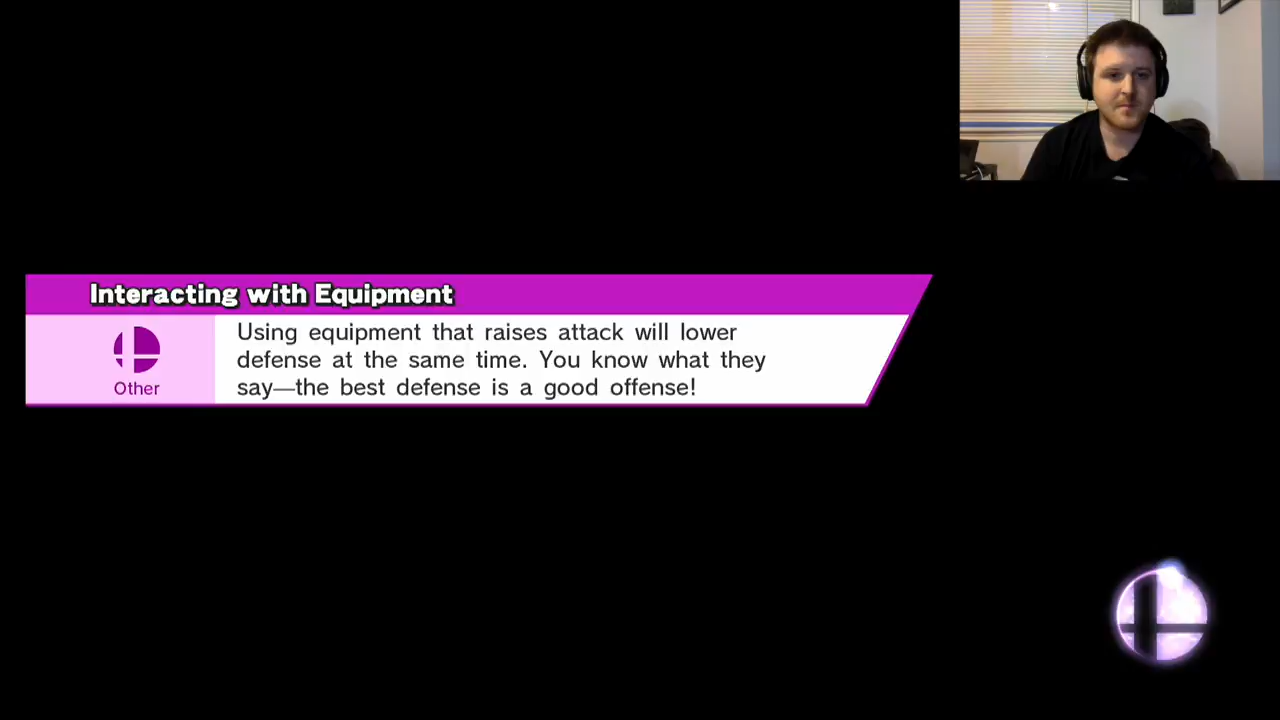 Interacting with Equipment
Using equipment that raises attack will lower
defense at the same time. You know what they
say—the best defense is a good offense!
Other